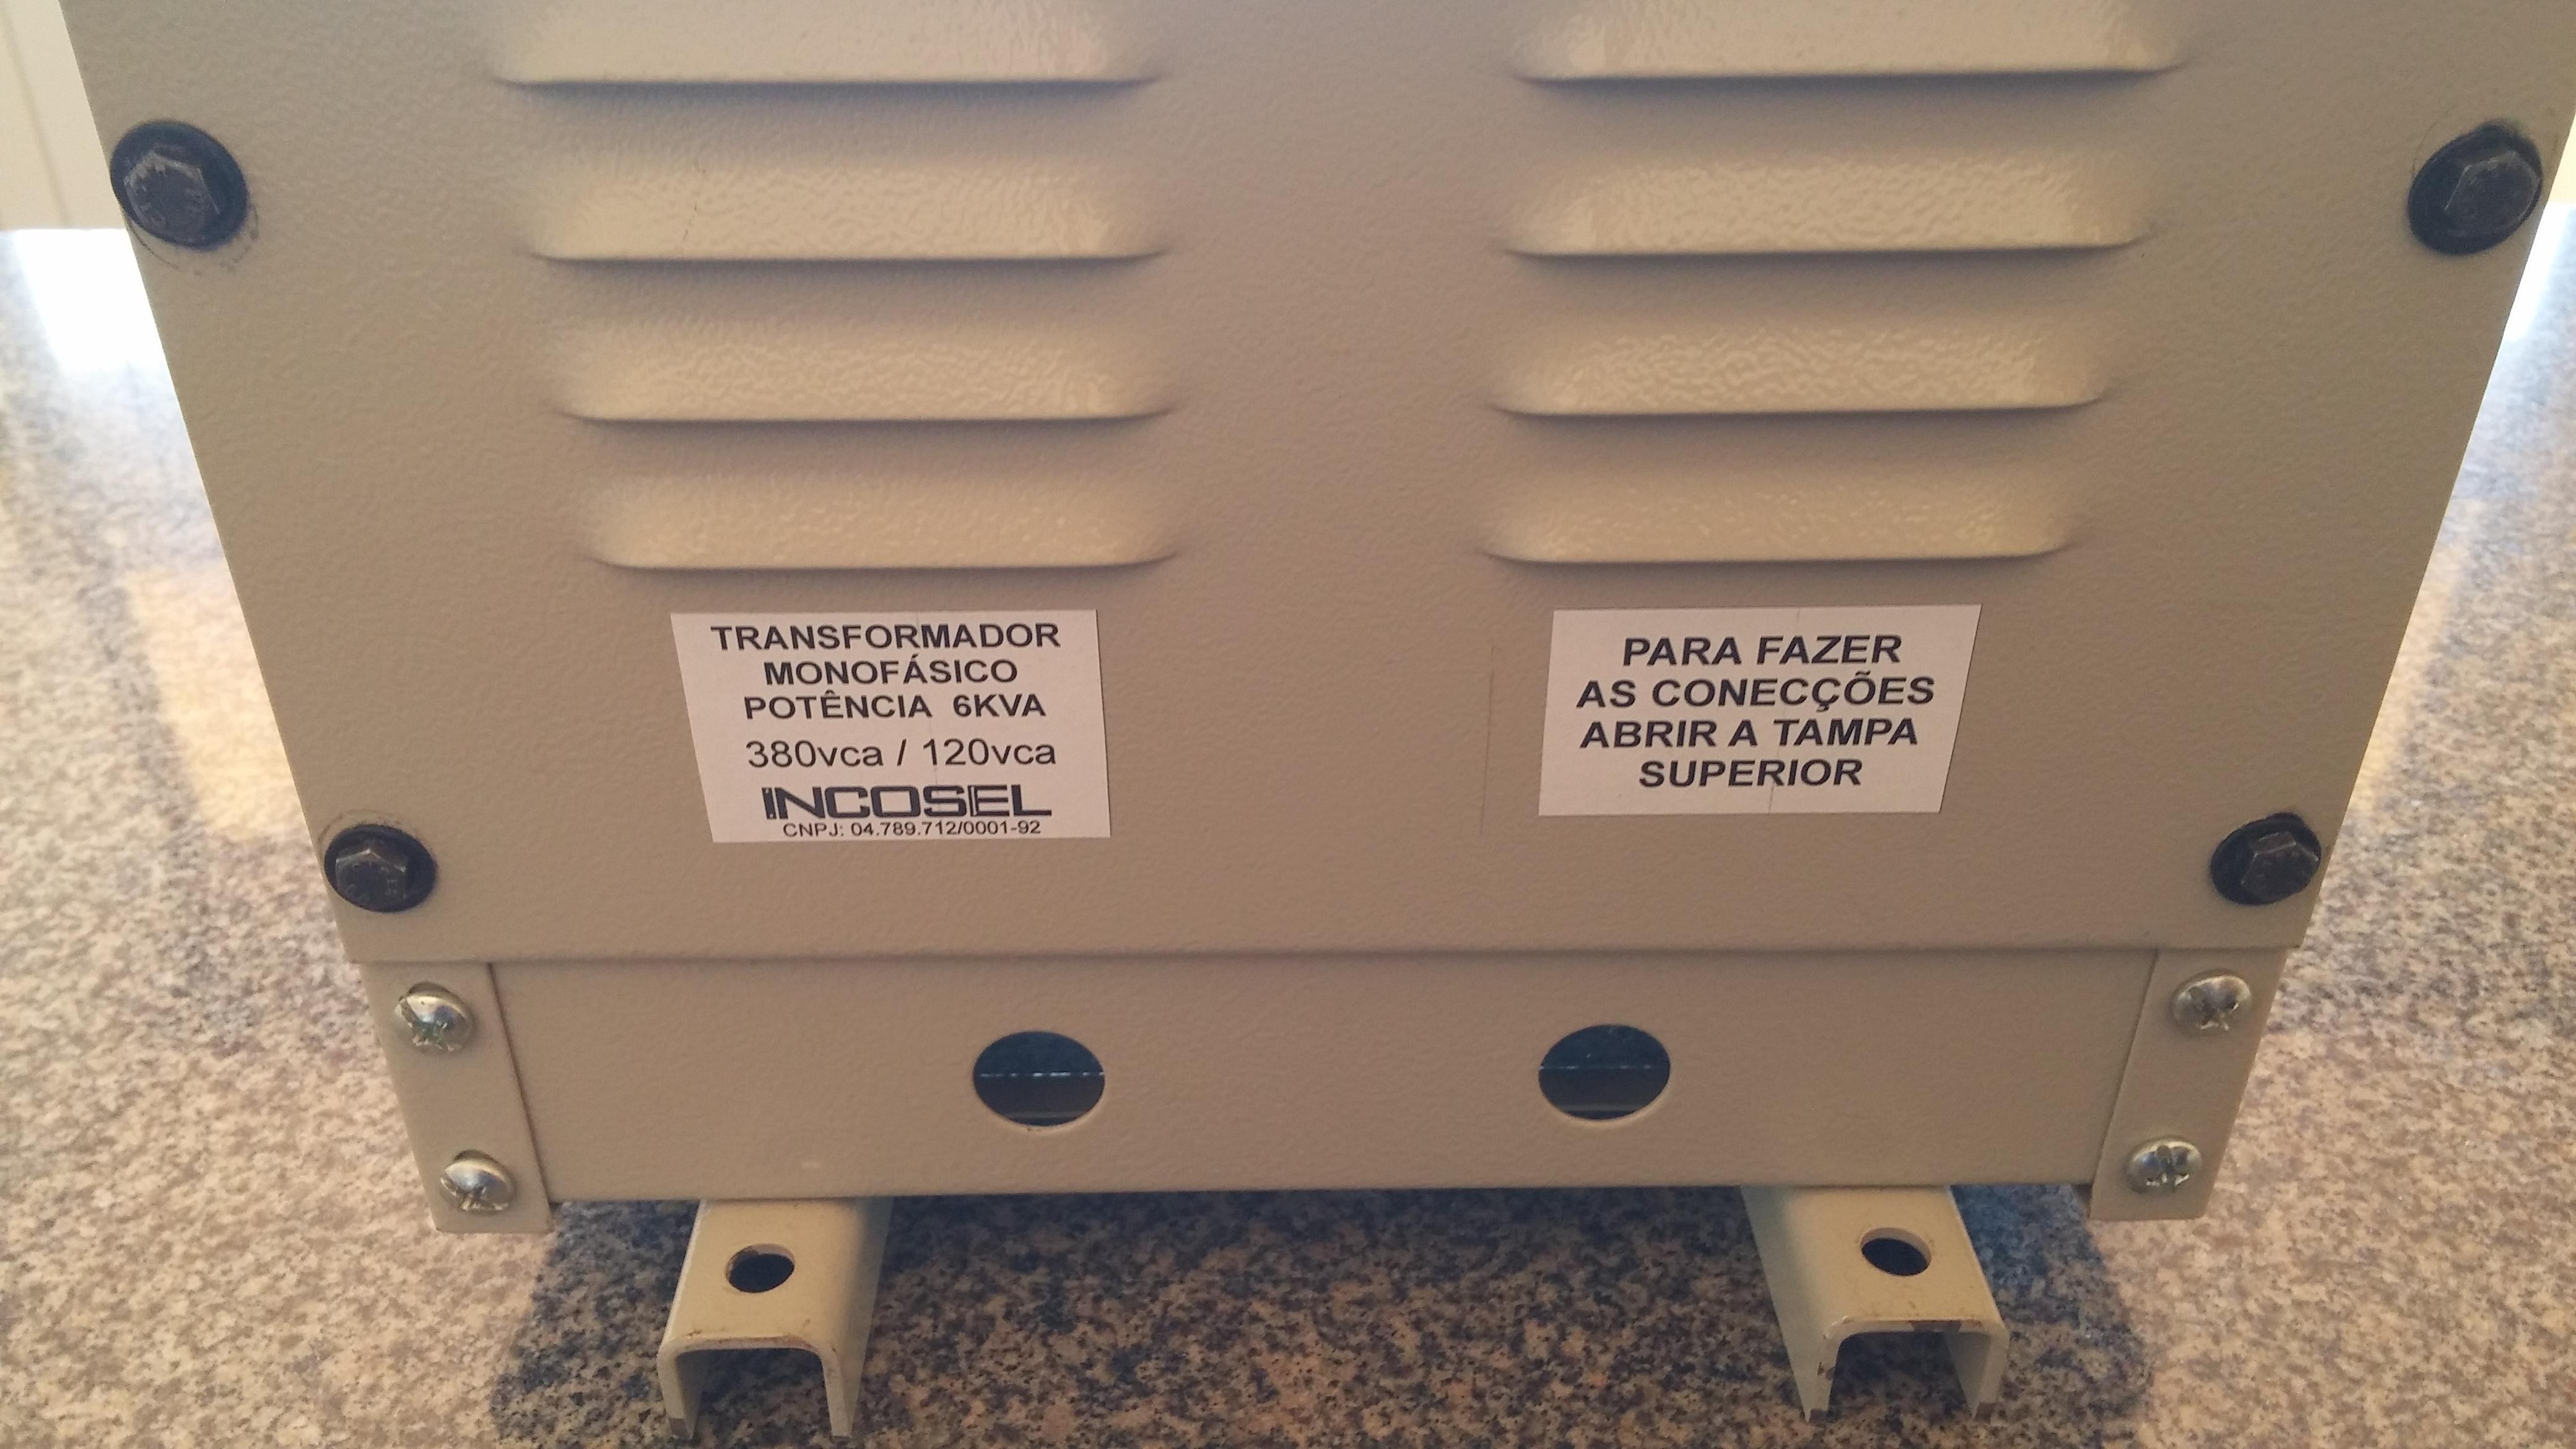 TRANSFORMADOR
MONOFÁSICO
POTÊNCIA 6KVA
380vca / 120vca
INCOSEL
CNPJ: 04.789.712/0001-92
PARA FAZER
AS CONECÇÕES
ABRIR A TAMPA
SUPERIOR